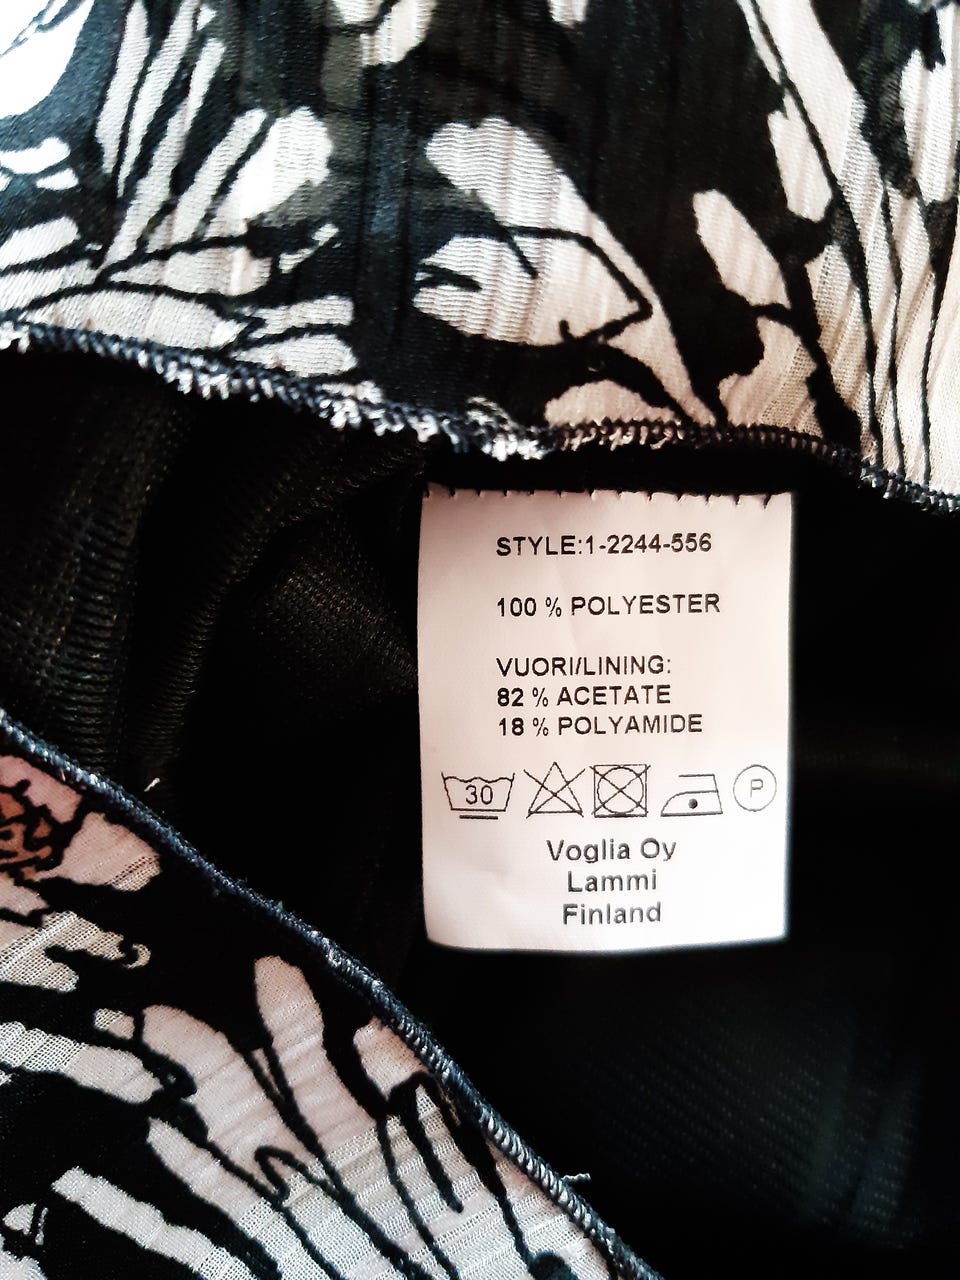 STYLE:1-2244-556
100 % POLYESTER
VUORI/LINING:
82 % ACETATE
18 % POLYAMIDE
30 P
Voglia Oy
Lammi
Finland